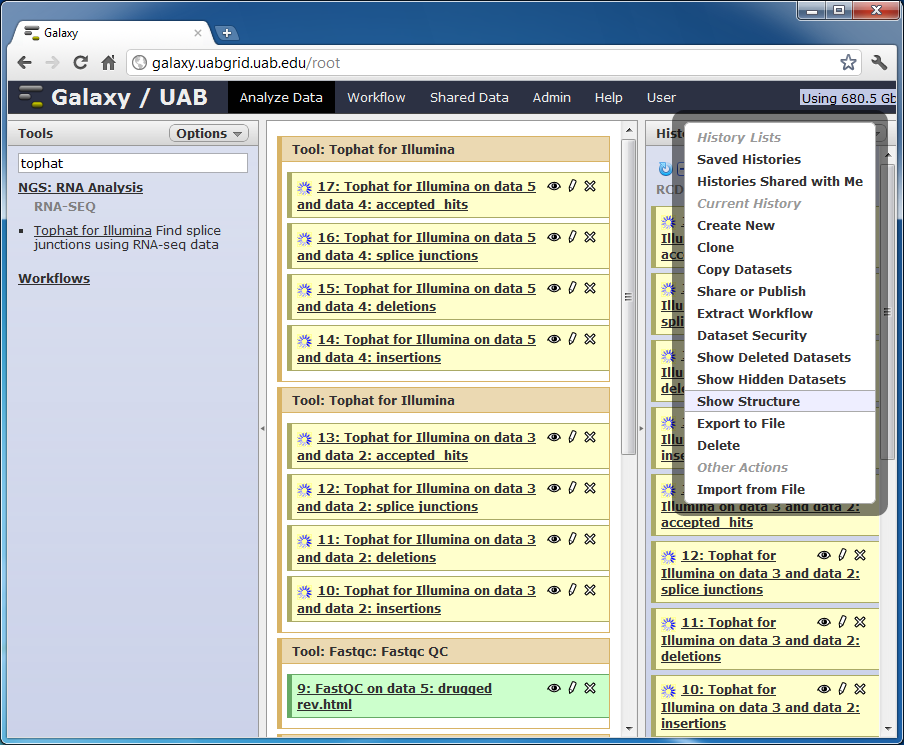 Galaxy
galaxy.uabgrid.uab.edu/root
Galaxy / UAB
Analyze Data
Workflow
Shared Data
Admin
Help
User
Using 680.5 Gb
Tools
Options
tophat
NGS: RNA Analysis
RNA-SEQ
Tophat for Illumina Find splice
junctions using RNA-seq data
Workflows
Tool: Tophat for Illumina
17: Tophat for Illumina on data 5
and data 4: accepted_hits
16: Tophat for Illumina on data 5
and data 4: splice junctions
15: Tophat for Illumina on data 5
and data 4: deletions
14: Tophat for Illumina on data 5
and data 4: insertions
Tool: Tophat for Illumina
13: Tophat for Illumina on data 3
and data 2: accepted_hits
12: Tophat for Illumina on data 3
and data 2: splice junctions
11: Tophat for Illumina on data 3
and data 2: deletions
10: Tophat for Illumina on data 3
and data 2: insertions
Tool: Fastqc: Fastqc QC
9: FastQC on data 5: drugged
rev.html
History Lists
Saved Histories
Histories Shared with Me
Current History
Create New
Clone
Copy Datasets
Share or Publish
Extract Workflow
Dataset Security
Show Deleted Datasets
Show Hidden Datasets
Show Structure
Export to File
Delete
Other Actions
Import from File
Illumina on data 3 and data 2:
accepted_hits
12: Tophat for
Illumina on data 3 and data 2:
splice junctions
11: Tophat for
Illumina on data 3 and data 2:
deletions
10: Tophat for
Illumina on data 3 and data 2:
insertions